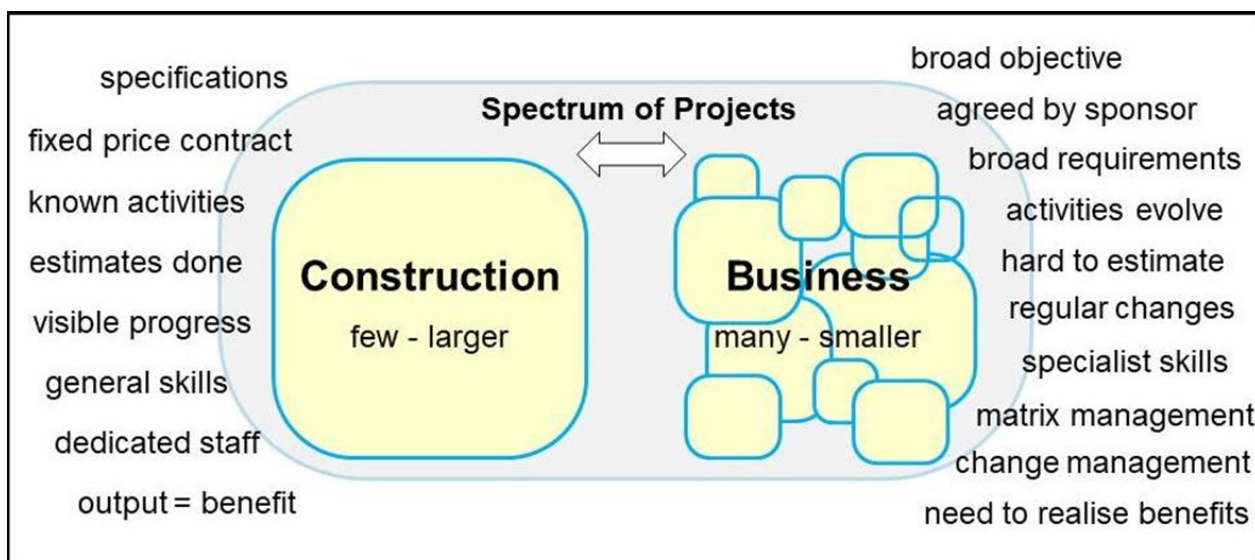 specifications
fixed price contract
known activities
estimates done
visible progress
general skills
dedicated staff
output = benefit
Spectrum of Projects
Construction
few - larger
Business
many - smaller
broad objective
agreed by sponsor
broad requirements
activities evolve
hard to estimate
regular changes
specialist skills
matrix management
change management
need to realise benefits